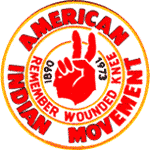 AMERICAN
REMEMBER WOUNDED KNEE
1890
1973
INDIAN MOVEMENT